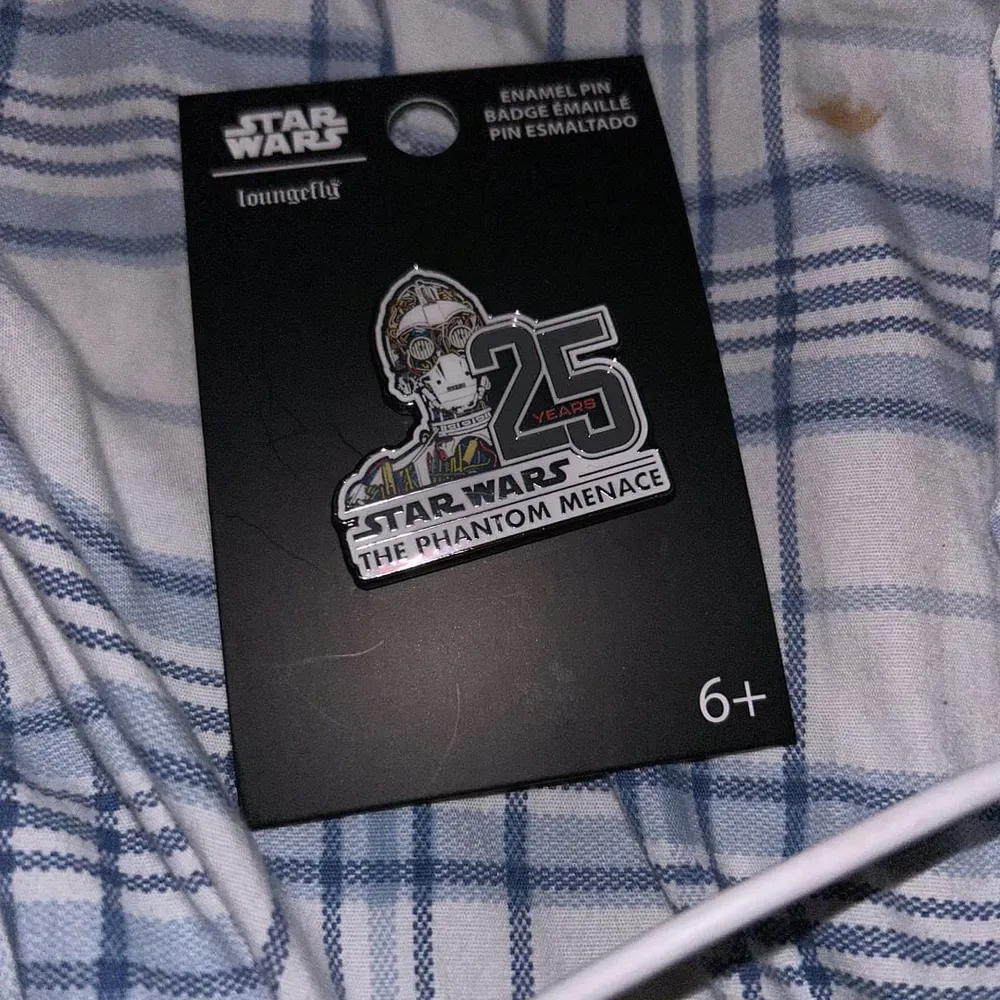 STAR
WARS
loungefly
ENAMEL PIN
BADGE ÉMAILLÉ
PIN ESMALTADO
25
YEARS
STAR WARS
THE PHANTOM MENACE
6+